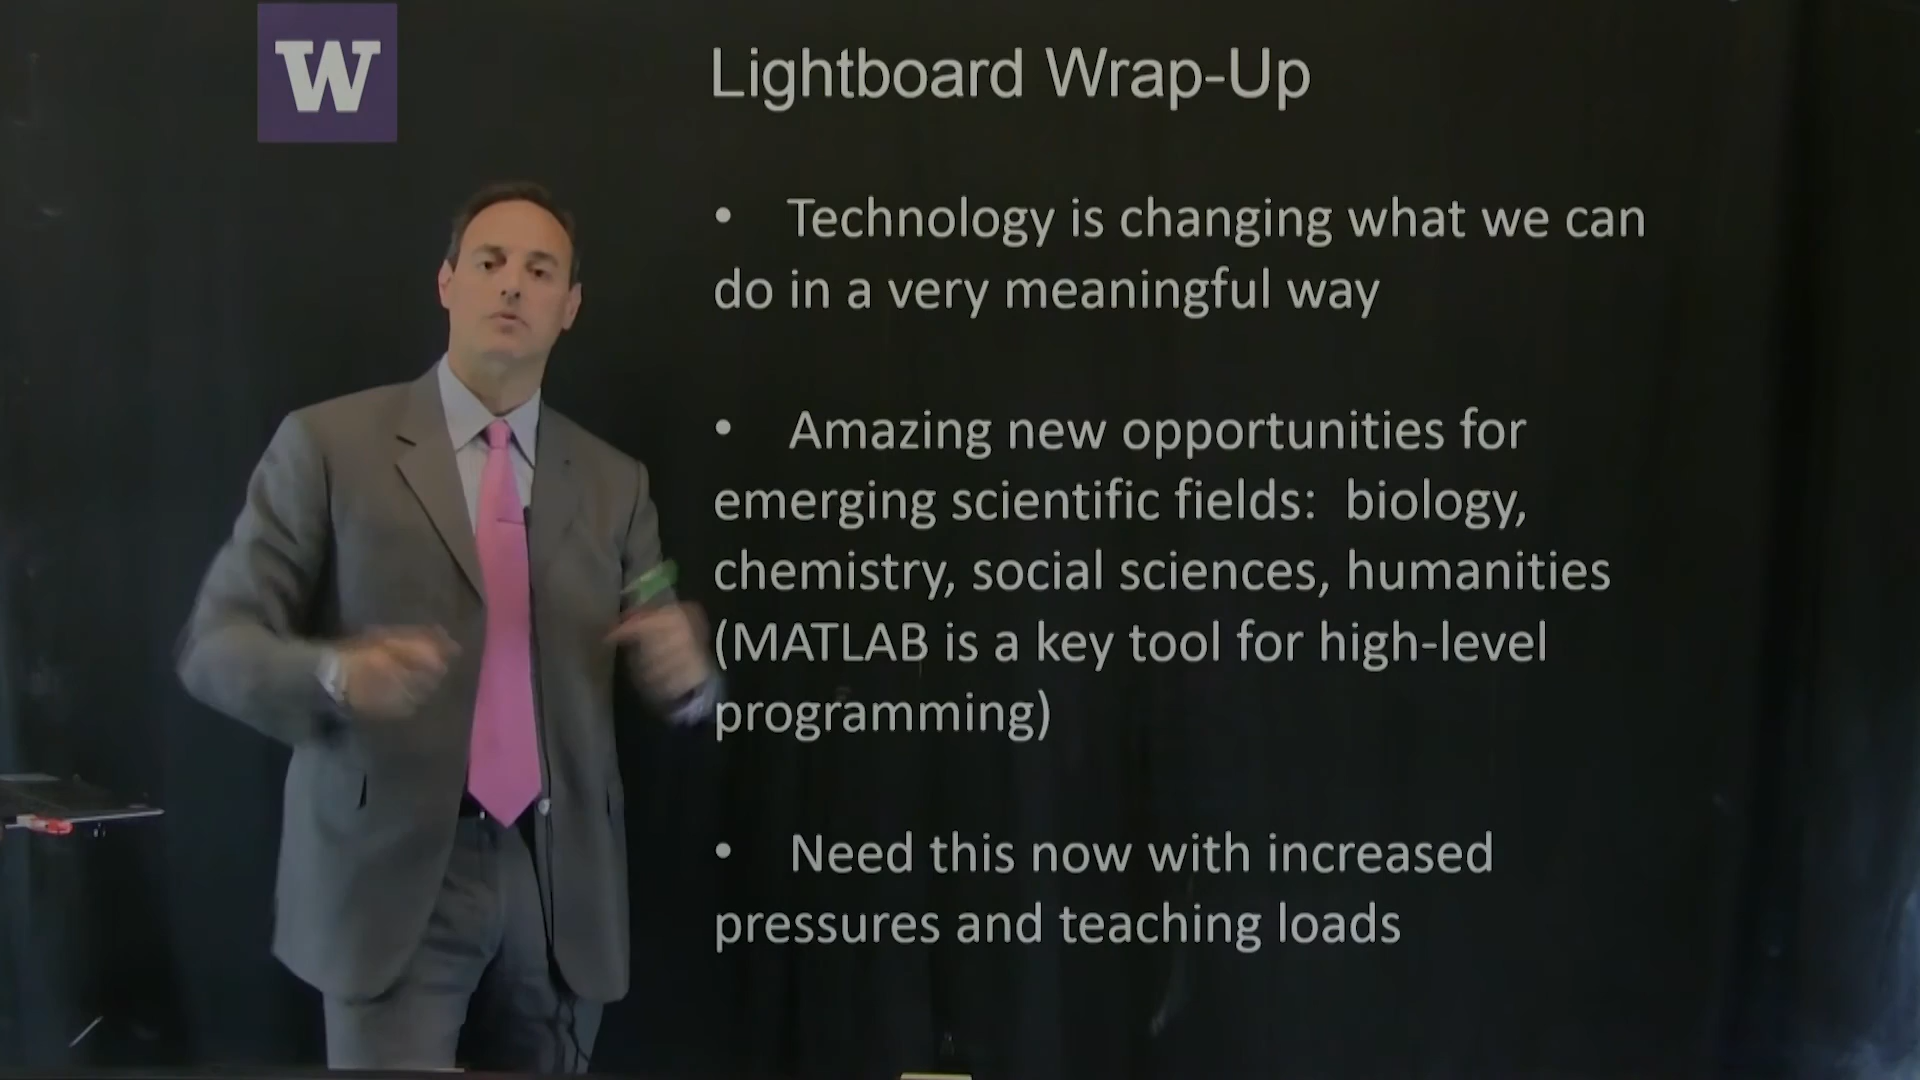 W
Lightboard Wrap-Up
• Technology is changing what we can
do in a very meaningful way
• Amazing new opportunities for
emerging scientific fields: biology,
chemistry, social sciences, humanities
(MATLAB is a key tool for high-level
programming)
• Need this now with increased
pressures and teaching loads